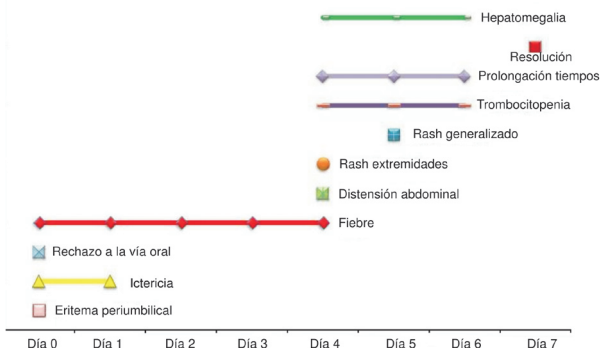 Hepatomegalia
Resolución
Prolongación tiempos
Trombocitopenia
Rash generalizado
Rash extremidades
Distensión abdominal
Fiebre
Rechazo a la vía oral
Ictericia
Eritema periumbilical
Día 0 Día 1 Día 2 Día 3 Día 4 Día 5 Día 6 Día 7